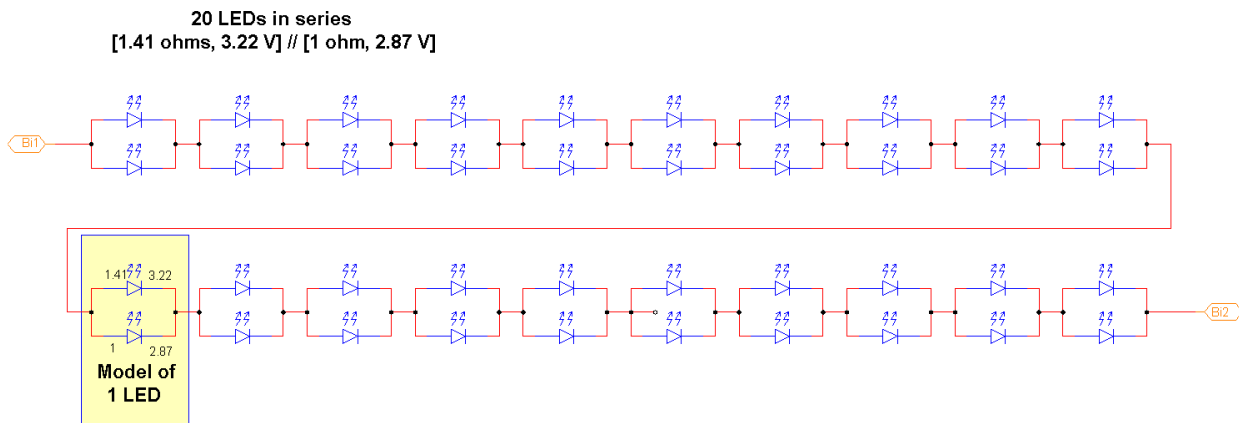 20 LEDs in series
[1.41 ohms, 3.22 V] // [1 ohm, 2.87 V]
Bi1
1.41 3.22
Bi2
1 2.87
Model of
1 LED